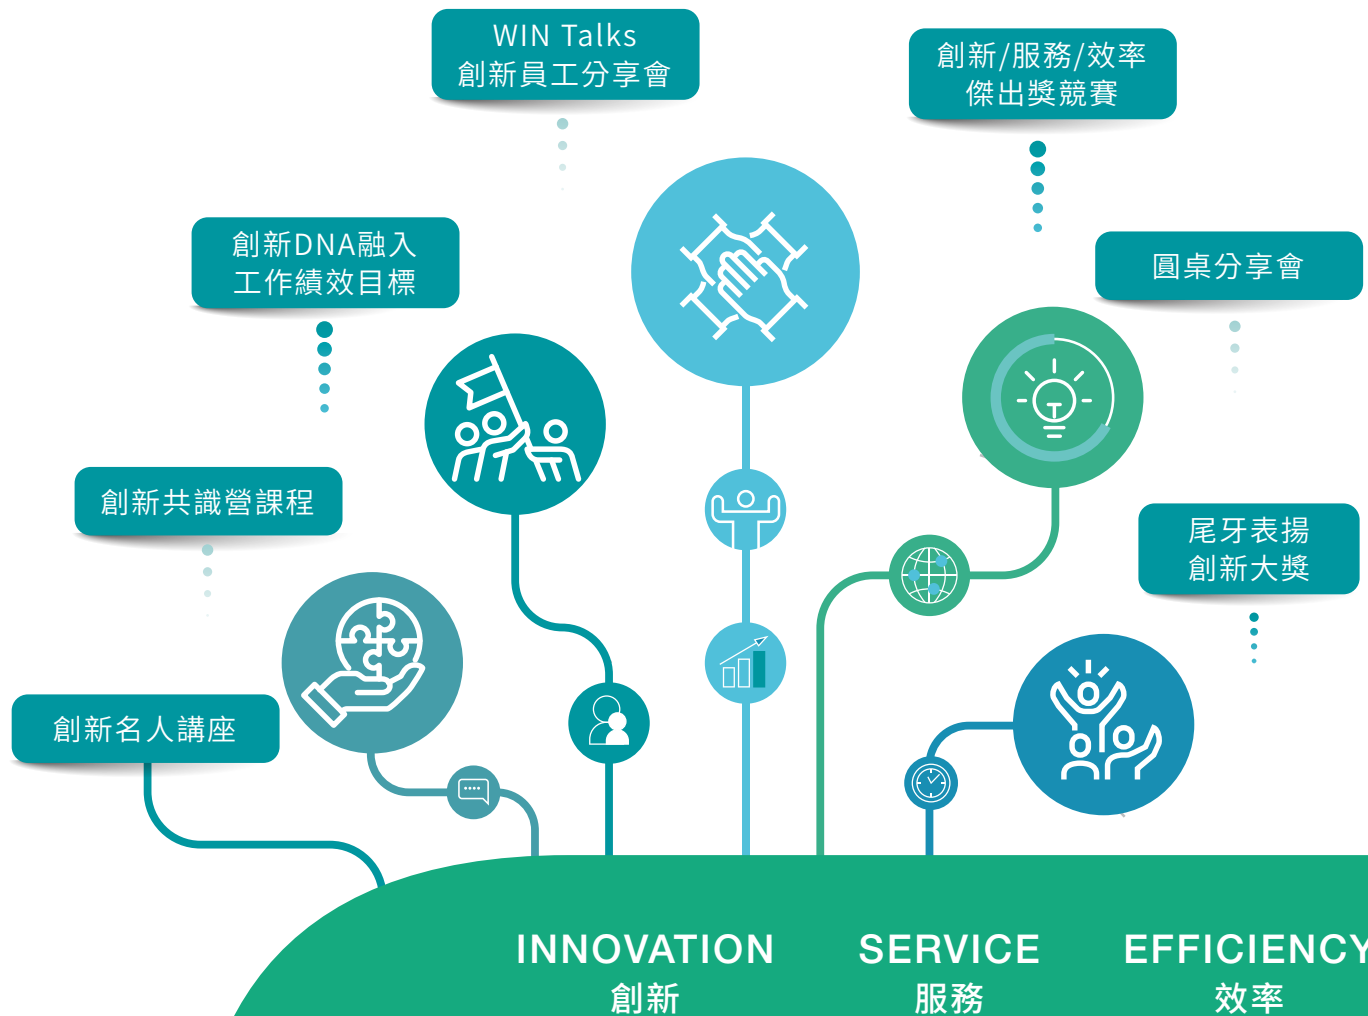 WIN Talks
創新員工分享會
創新/服務/效率
傑出獎競賽
創新DNA融入
工作績效目標
圓桌分享會
創新共識營課程
尾牙表揚
創新大獎
創新名人講座
INNOVATION
創新
SERVICE
服務
EFFICIENCY
效率